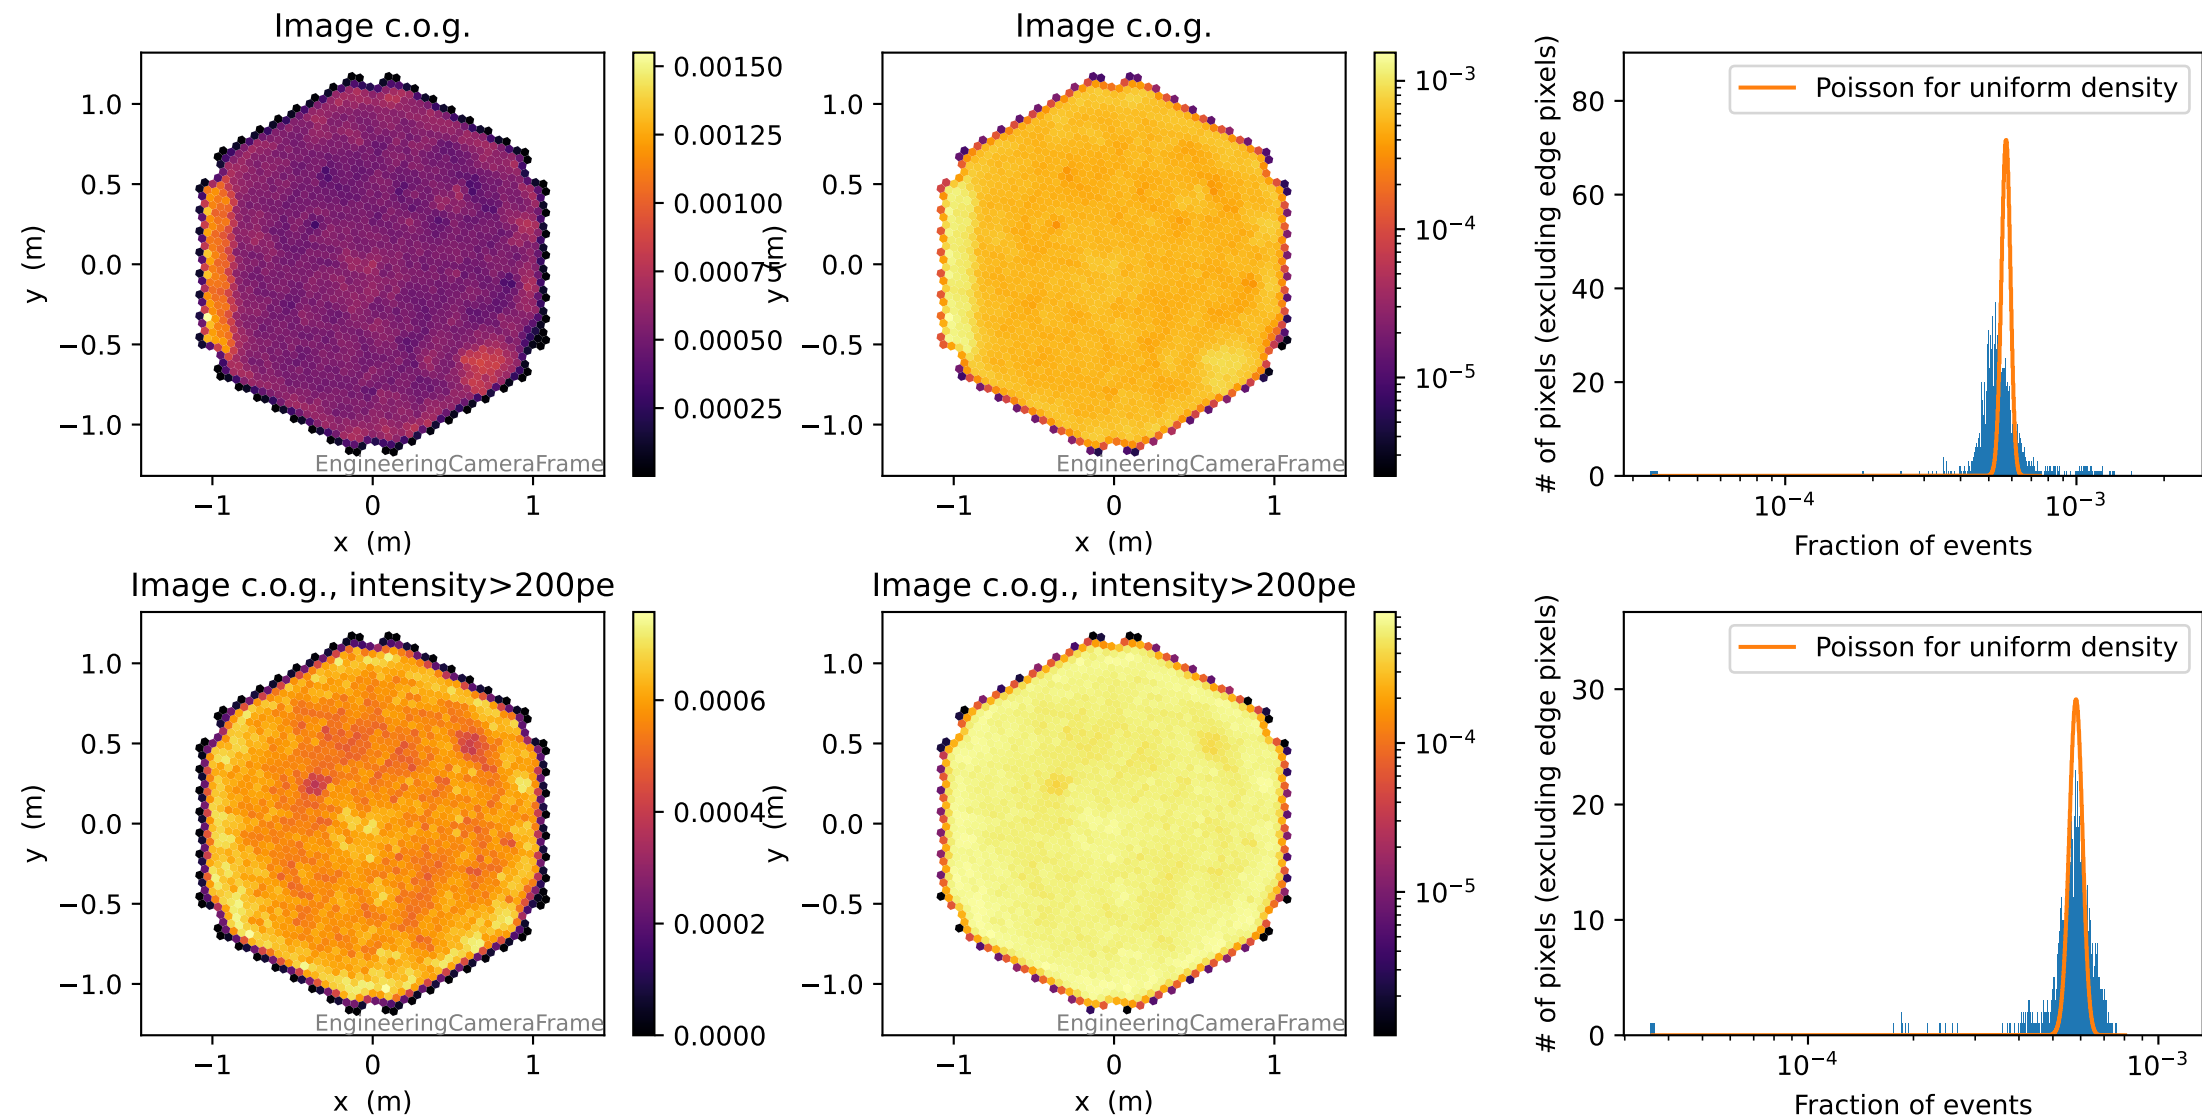 Image c.o.g.
y (m)
1.0
0.5
0.0
−0.5
−1.0
−1
0
1
x (m)
EngineeringCameraFrame
0.00150
0.00125
0.00100
0.00075
0.00050
0.00025
Image c.o.g.
y (m)
1.0
0.5
0.0
−0.5
−1.0
−1
0
1
x (m)
EngineeringCameraFrame
10⁻³
10⁻⁴
10⁻⁵
# of pixels (excluding edge pixels)
80
60
40
20
0
Poisson for uniform density
10⁻⁴
10⁻³
Fraction of events
Image c.o.g., intensity>200pe
y (m)
1.0
0.5
0.0
−0.5
−1.0
−1
0
1
x (m)
EngineeringCameraFrame
0.0006
0.0004
0.0002
0.0000
Image c.o.g., intensity>200pe
y (m)
1.0
0.5
0.0
−0.5
−1.0
−1
0
1
x (m)
EngineeringCameraFrame
10⁻⁴
10⁻⁵
# of pixels (excluding edge pixels)
30
20
10
0
Poisson for uniform density
10⁻⁴
10⁻³
Fraction of events